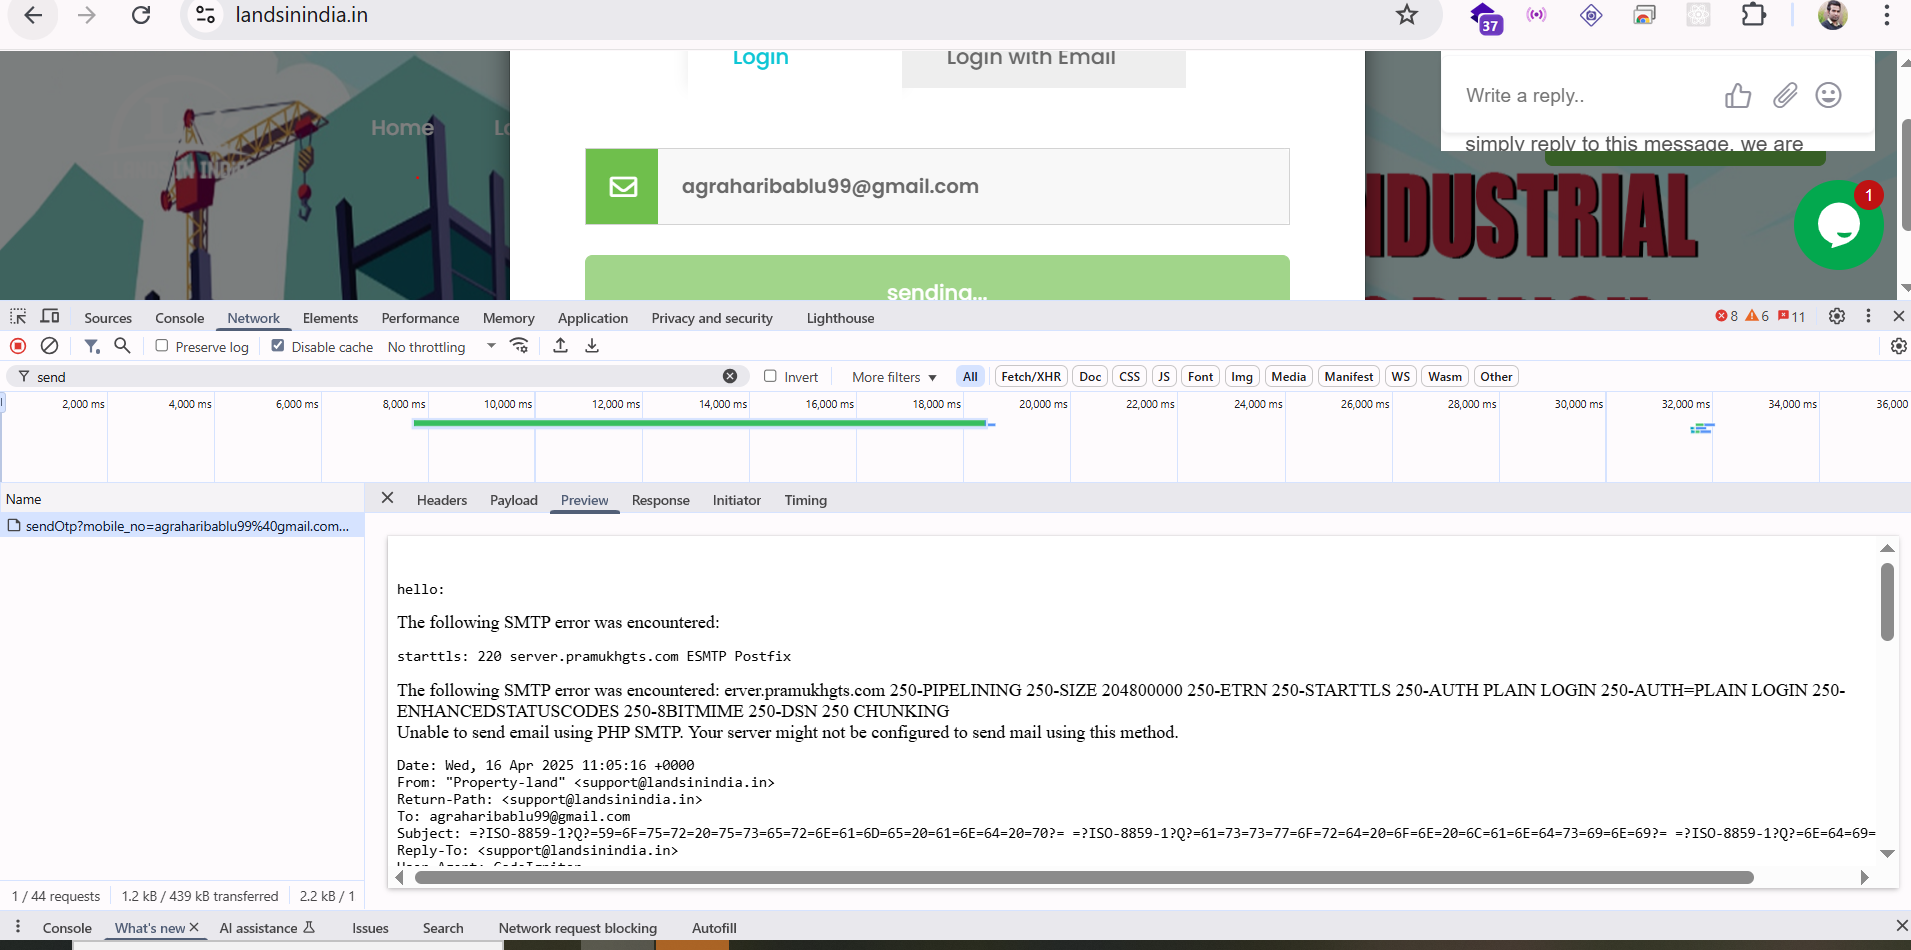 landsinindia.in
37
Login
Login with Email
Write a reply..
simply reply to this message, we are
Home
agraharibablu99@gmail.com
1
INDUSTRIAL
sending...
Sources
Console
Network
Elements
Performance
Memory
Application
Privacy and security
Lighthouse
8
6
11
Preserve log
Disable cache
No throttling
send
Invert
More filters
All
Fetch/XHR
Doc
CSS
JS
Font
Img
Media
Manifest
WS
Wasm
Other
2,000 ms
4,000 ms
6,000 ms
8,000 ms
10,000 ms
12,000 ms
14,000 ms
16,000 ms
18,000 ms
20,000 ms
22,000 ms
24,000 ms
26,000 ms
28,000 ms
30,000 ms
32,000 ms
34,000 ms
36,000
Name
Headers
Payload
Preview
Response
Initiator
Timing
sendOtp?mobile_no=agraharibablu99%40gmail.com...
hello:
The following SMTP error was encountered:
starttls: 220 server.pramukhgts.com ESMTP Postfix
The following SMTP error was encountered: erver.pramukhgts.com 250-PIPELINING 250-SIZE 204800000 250-ETRN 250-STARTTLS 250-AUTH PLAIN LOGIN 250-AUTH=PLAIN LOGIN 250-
ENHANCEDSTATUSCODES 250-8BITMIME 250-DSN 250 CHUNKING
Unable to send email using PHP SMTP. Your server might not be configured to send mail using this method.
Date: Wed, 16 Apr 2025 11:05:16 +0000
From: "Property-land" <support@landsinindia.in>
Return-Path: <support@landsinindia.in>
To: agraharibablu99@gmail.com
Subject: =?ISO-8859-1?Q?=59=6F=75=72=20=75=73=65=72=6E=61=6D=65=20=61=6E=64=20=70?= =?ISO-8859-1?Q?=61=73=73=77=6F=72=64=20=6F=6E=20=6C=61=6E=64=73=69=6E=69?= =?ISO-8859-1?Q?=6E=64=69=
Reply-To: <support@landsinindia.in>
User-Agent: CodeIgniter
1 / 44 requests
1.2 kB / 439 kB transferred
2.2 kB / 1
Console
What's new
AI assistance
Issues
Search
Network request blocking
Autofill